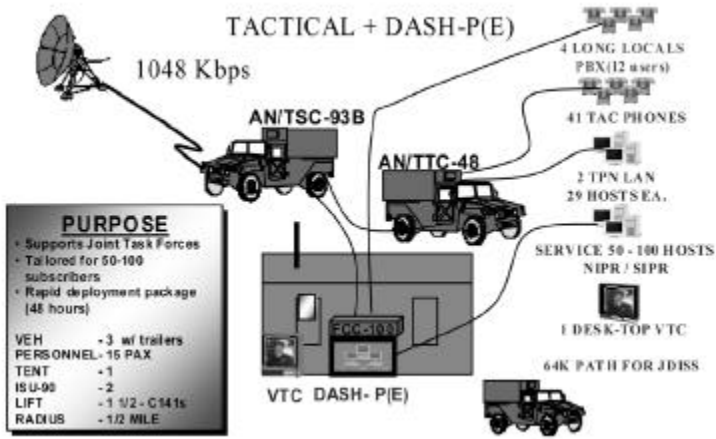 TACTICAL + DASH-P(E)
1048 Kbps
AN/TSC-93B
AN/TTC-48
4 LONG LOCALS
PBX(12 users)
41 TAC PHONES
2 TPN LAN
29 HOSTS EA.
SERVICE 50 - 100 HOSTS
NIPR / SIPR
1 DESK-TOP VTC
64K PATH FOR JDISS
FCC-100
VTC DASH- P(E)
PURPOSE
• Supports Joint Task Forces
• Tailored for 50-100
subscribers
• Rapid deployment package
(48 hours)
VEH - 3 w/ trailers
PERSONNEL- 15 PAX
TENT - 1
ISU-90 - 2
LIFT - 1 1/2 - C141s
RADIUS - 1/2 MILE